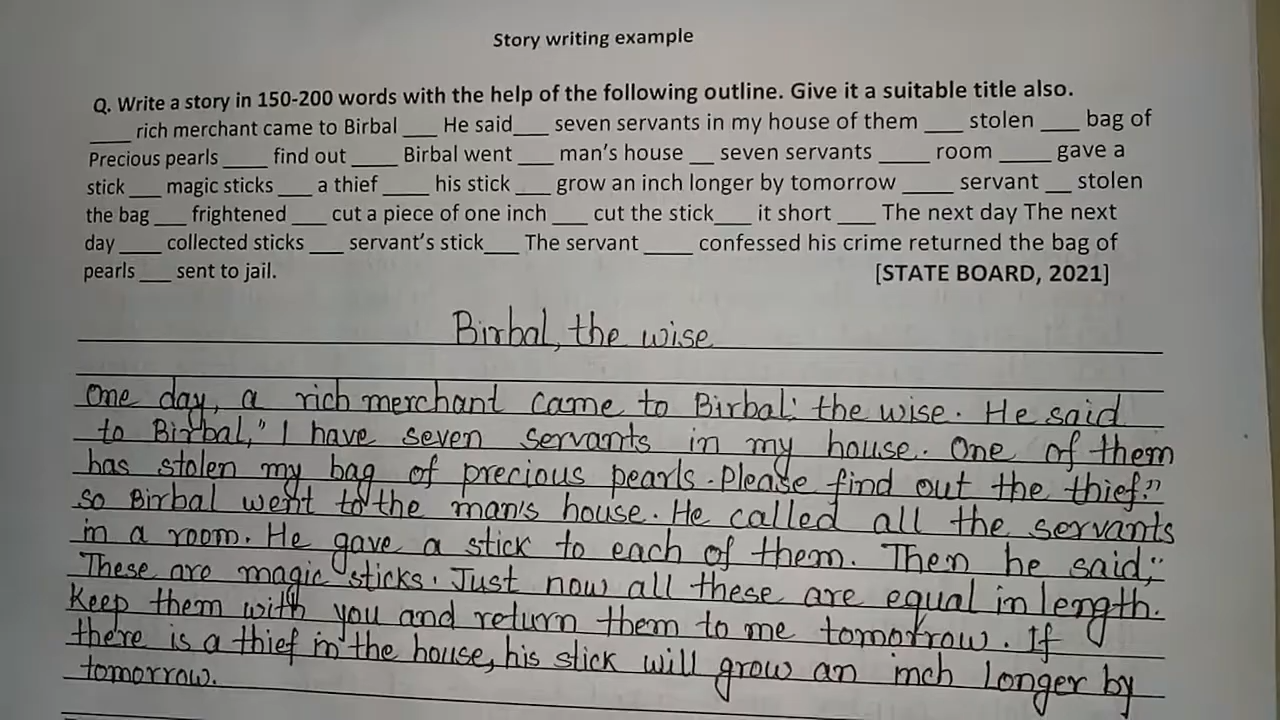 Story writing example
Q. Write a story in 150-200 words with the help of the following outline. Give it a suitable title also.
____ rich merchant came to Birbal ___ He said___ seven servants in my house of them ___ stolen ___ bag of
Precious pearls ____ find out ____ Birbal went ___ man's house __ seven servants ____ room ____ gave a
stick ___ magic sticks ___ a thief ____ his stick ___ grow an inch longer by tomorrow ____ servant __ stolen
the bag ___ frightened ___ cut a piece of one inch ___ cut the stick___ it short ___ The next day The next
day ____ collected sticks ___ servant's stick___ The servant ____ confessed his crime returned the bag of
pearls ___ sent to jail. [STATE BOARD, 2021]
Birbal, the wise
One day, a rich merchant came to Birbal: the wise. He said
to Birbal," I have seven servants in my house. One of them
has stolen my bag of precious pearls. Please find out the thief."
so Birbal went to the man's house. He called all the servants
in a room. He gave a stick to each of them. Then he said,"
These are magic sticks. Just now all these are equal in length.
Keep them with you and return them to me tomorrow. If
there is a thief in the house, his stick will grow an inch longer by
tomorrow.